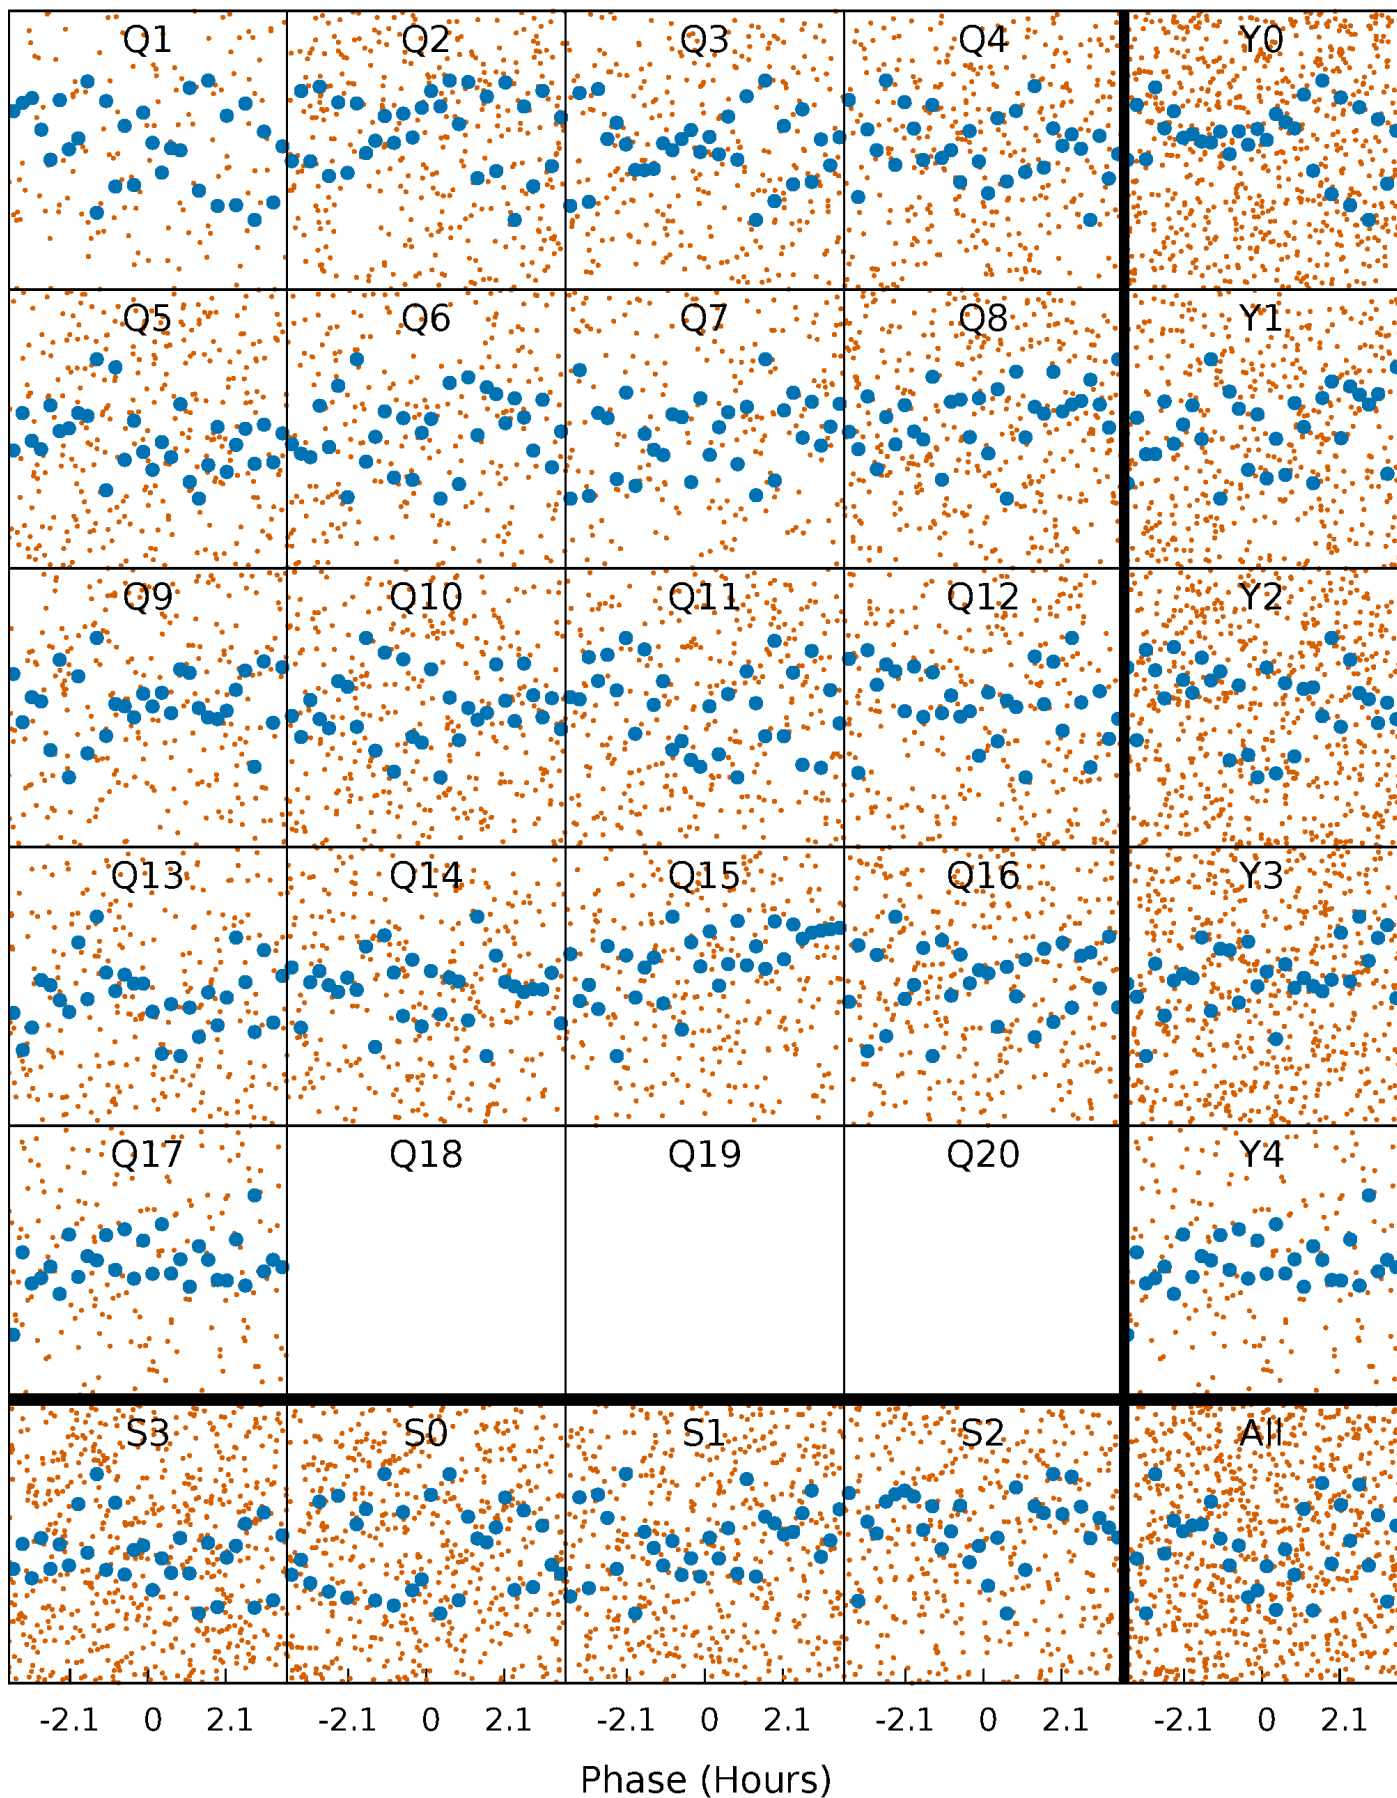 Q1 Q2 Q3 Q4 Y0
Q5 Q6 Q7 Q8 Y1
Q9 Q10 Q11 Q12 Y2
Q13 Q14 Q15 Q16 Y3
Q17 Q18 Q19 Q20 Y4
S3 S0 S1 S2 All
-2.1 0 2.1 -2.1 0 2.1 -2.1 0 2.1 -2.1 0 2.1 -2.1 0 2.1
Phase (Hours)